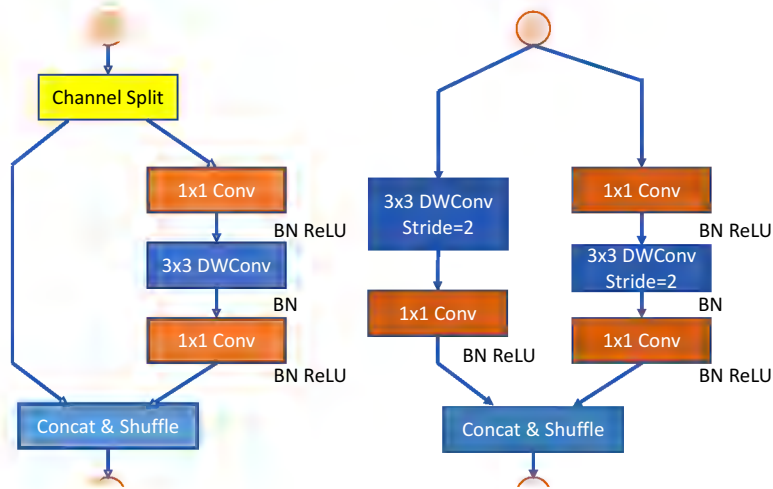 Channel Split
1x1 Conv
BN ReLU
3x3 DWConv
BN
1x1 Conv
BN ReLU
Concat & Shuffle
3x3 DWConv
Stride=2
1x1 Conv
BN ReLU
1x1 Conv
BN ReLU
3x3 DWConv
Stride=2
BN
1x1 Conv
BN ReLU
Concat & Shuffle